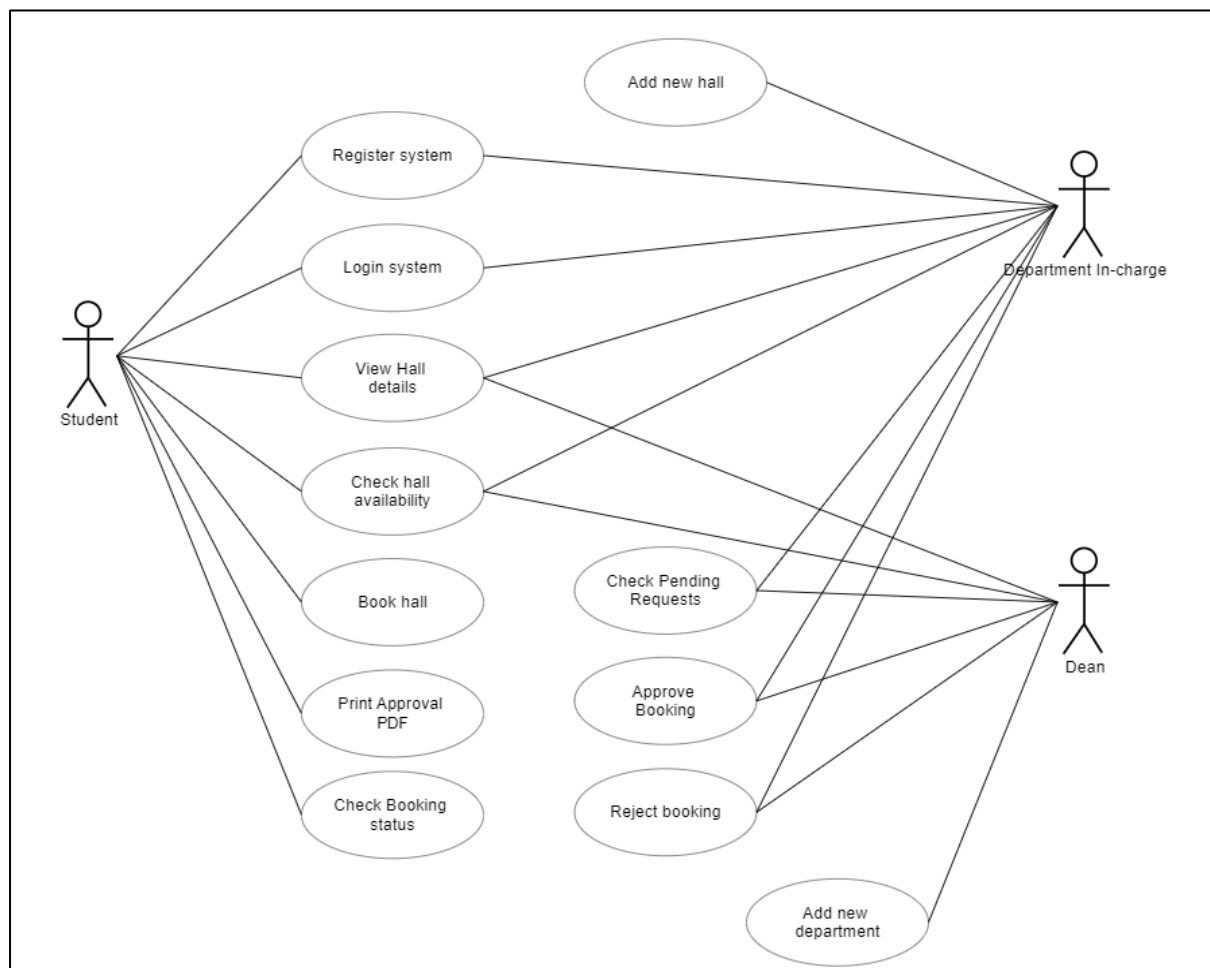 Add new hall
Register system
Department In-charge
Login system
Student
View Hall
details
Check hall
availability
Book hall
Check Pending
Requests
Dean
Print Approval
PDF
Approve
Booking
Check Booking
status
Reject booking
Add new
department